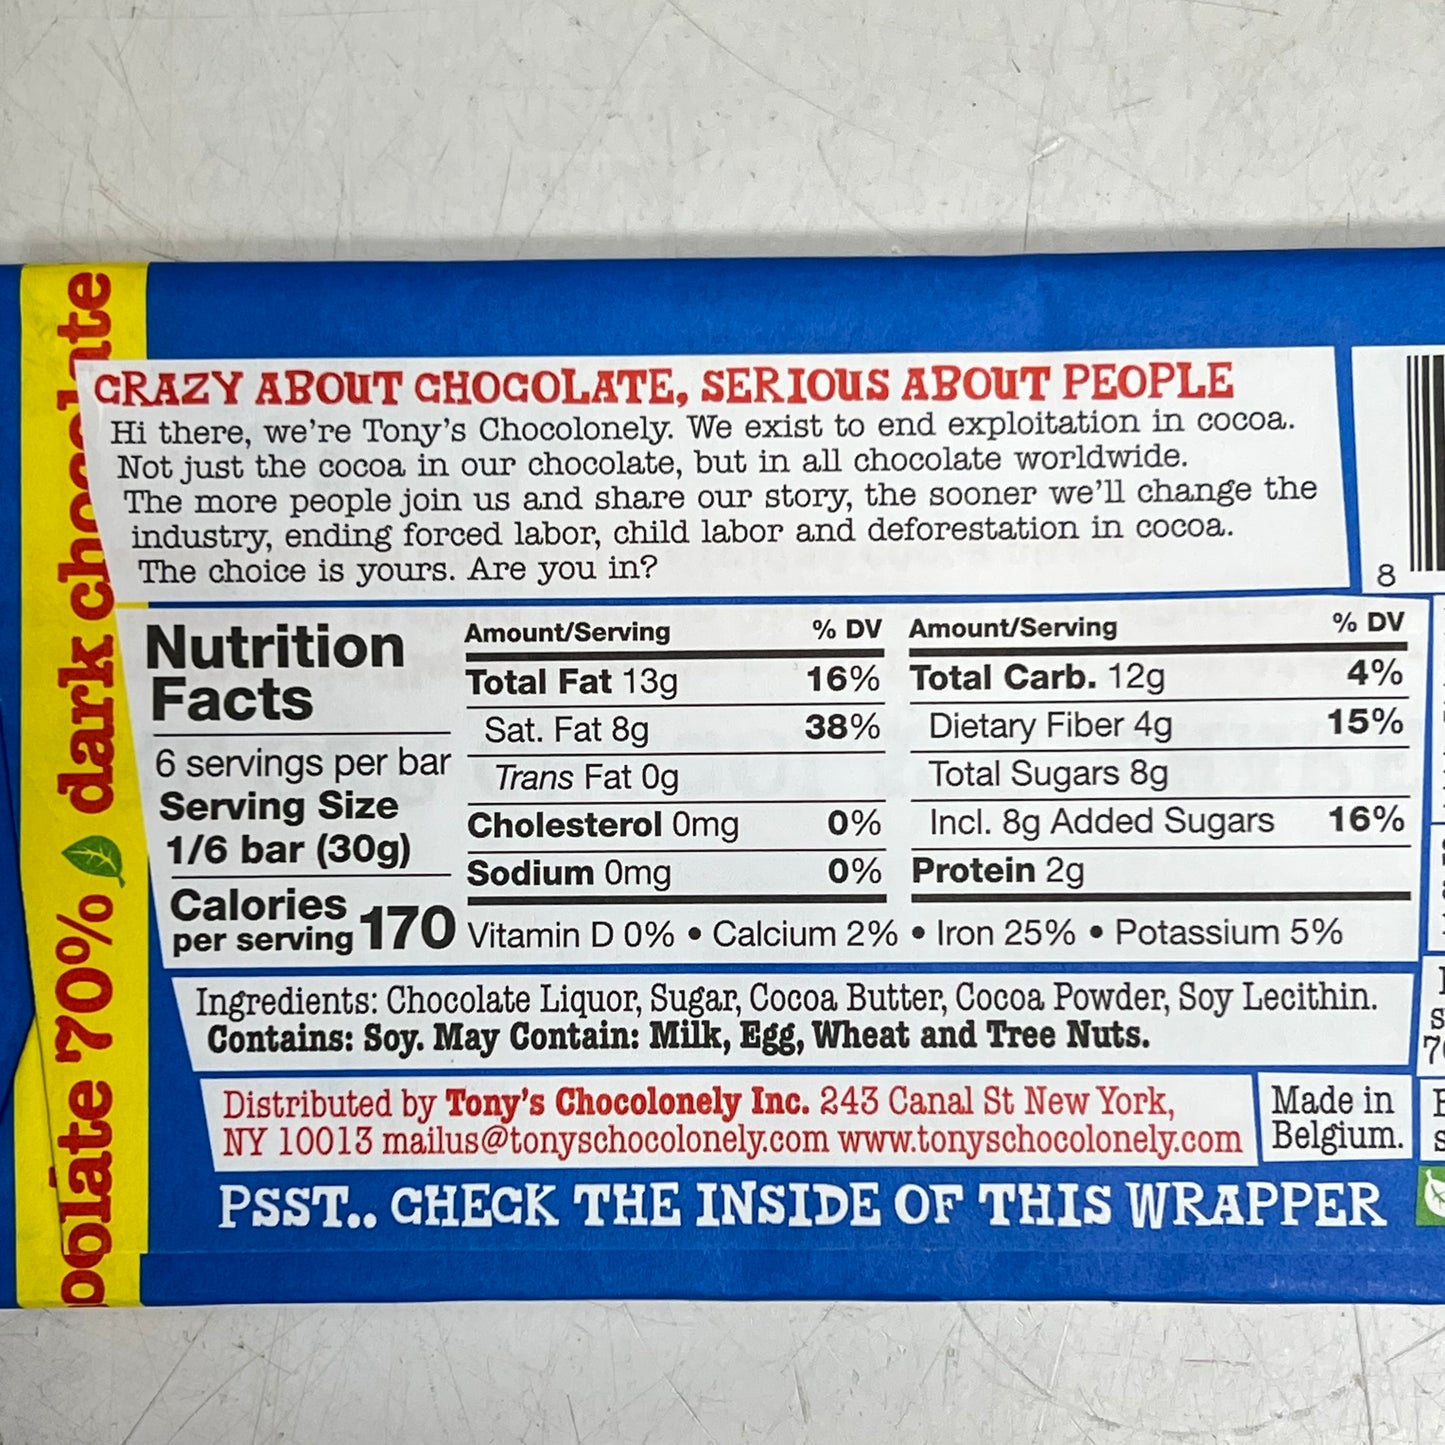 dark chocolate
70%
CRAZY ABOUT CHOCOLATE, SERIOUS ABOUT PEOPLE
Hi there, we're Tony's Chocolonely. We exist to end exploitation in cocoa.
Not just the cocoa in our chocolate, but in all chocolate worldwide.
The more people join us and share our story, the sooner we'll change the
industry, ending forced labor, child labor and deforestation in cocoa.
The choice is yours. Are you in?
8
Nutrition
Facts
6 servings per bar
Serving Size
1/6 bar (30g)
Calories
per serving 170
Amount/Serving % DV
Total Fat 13g 16%
Sat. Fat 8g 38%
Trans Fat 0g
Cholesterol 0mg 0%
Sodium 0mg 0%
Amount/Serving % DV
Total Carb. 12g 4%
Dietary Fiber 4g 15%
Total Sugars 8g
Incl. 8g Added Sugars 16%
Protein 2g
Vitamin D 0% • Calcium 2% • Iron 25% • Potassium 5%
Ingredients: Chocolate Liquor, Sugar, Cocoa Butter, Cocoa Powder, Soy Lecithin.
Contains: Soy. May Contain: Milk, Egg, Wheat and Tree Nuts.
Distributed by Tony's Chocolonely Inc. 243 Canal St New York,
NY 10013 mailus@tonyschocolonely.com www.tonyschocolonely.com
Made in
Belgium.
PSST.. CHECK THE INSIDE OF THIS WRAPPER